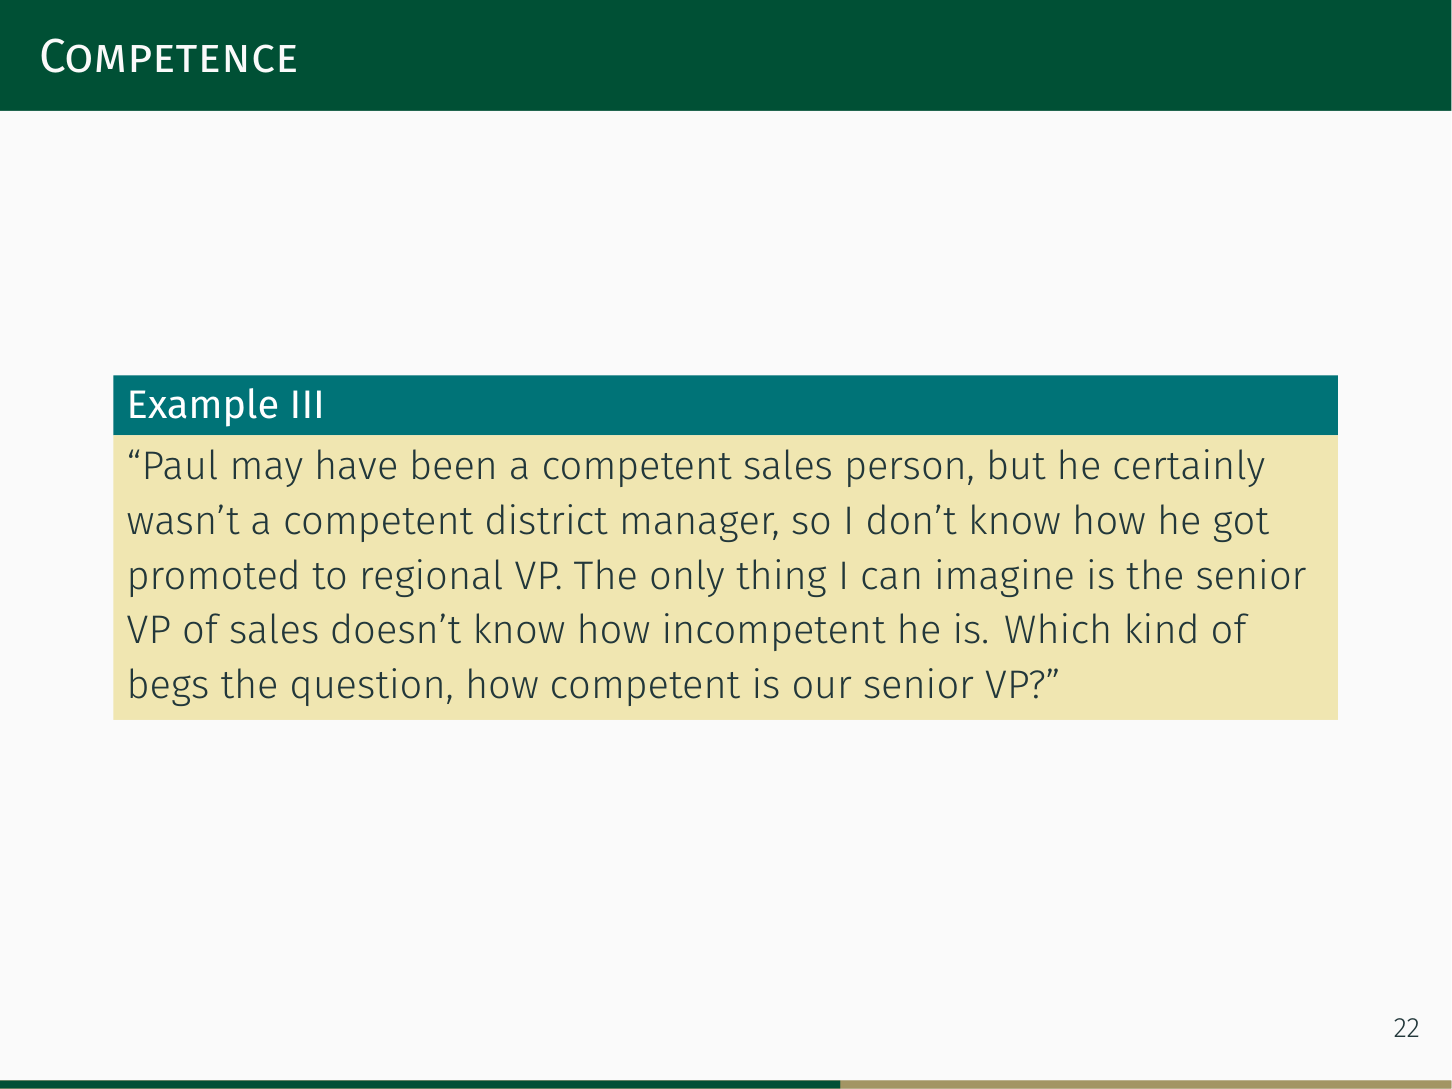 Competence
Example III
“Paul may have been a competent sales person, but he certainly
wasn’t a competent district manager, so I don’t know how he got
promoted to regional VP. The only thing I can imagine is the senior
VP of sales doesn’t know how incompetent he is. Which kind of
begs the question, how competent is our senior VP?”
22